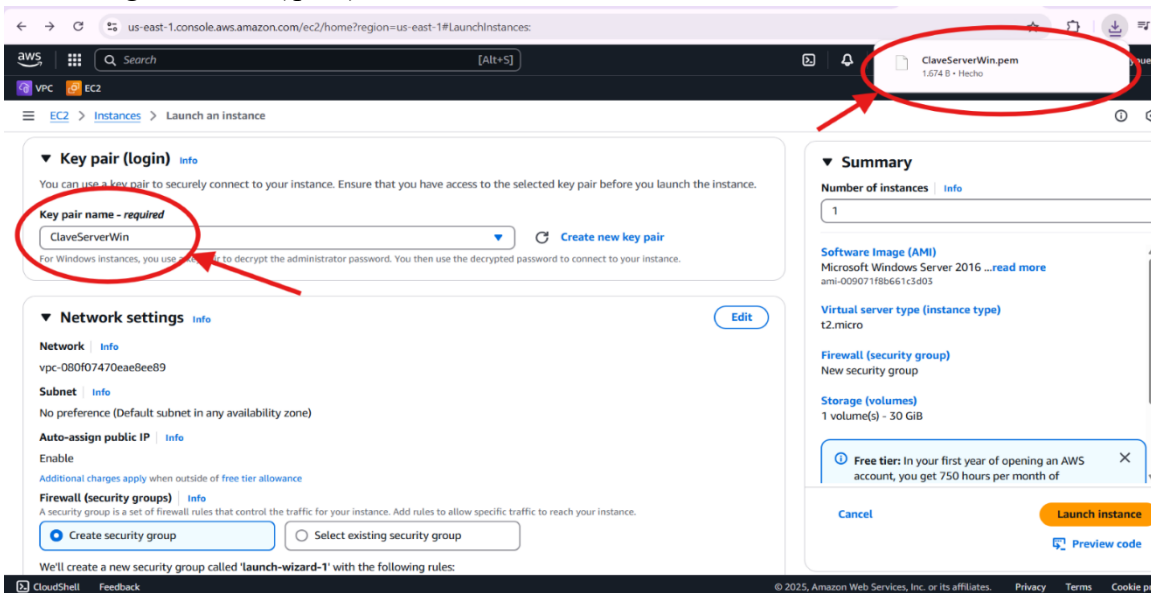 us-east-1.console.aws.amazon.com/ec2/home?region=us-east-1#LaunchInstances:
aws
Search
[Alt+S]
ClaveServerWin.pem
1.674 B • Hecho
VPC
EC2
EC2 > Instances > Launch an instance
▼ Key pair (login) Info
You can use a key pair to securely connect to your instance. Ensure that you have access to the selected key pair before you launch the instance.
Key pair name - required
ClaveServerWin
Create new key pair
For Windows instances, you use a key pair to decrypt the administrator password. You then use the decrypted password to connect to your instance.
▼ Network settings Info
Edit
Network Info
vpc-080f07470eae8ee89
Subnet Info
No preference (Default subnet in any availability zone)
Auto-assign public IP Info
Enable
Additional charges apply when outside of free tier allowance
Firewall (security groups) Info
A security group is a set of firewall rules that control the traffic for your instance. Add rules to allow specific traffic to reach your instance.
Create security group
Select existing security group
We'll create a new security group called 'launch-wizard-1' with the following rules:
▼ Summary
Number of instances Info
1
Software Image (AMI)
Microsoft Windows Server 2016 ...read more
ami-009071f8b661c3d03
Virtual server type (instance type)
t2.micro
Firewall (security group)
New security group
Storage (volumes)
1 volume(s) - 30 GiB
Free tier: In your first year of opening an AWS
account, you get 750 hours per month of
Cancel
Launch instance
Preview code
CloudShell
Feedback
© 2025, Amazon Web Services, Inc. or its affiliates.
Privacy
Terms